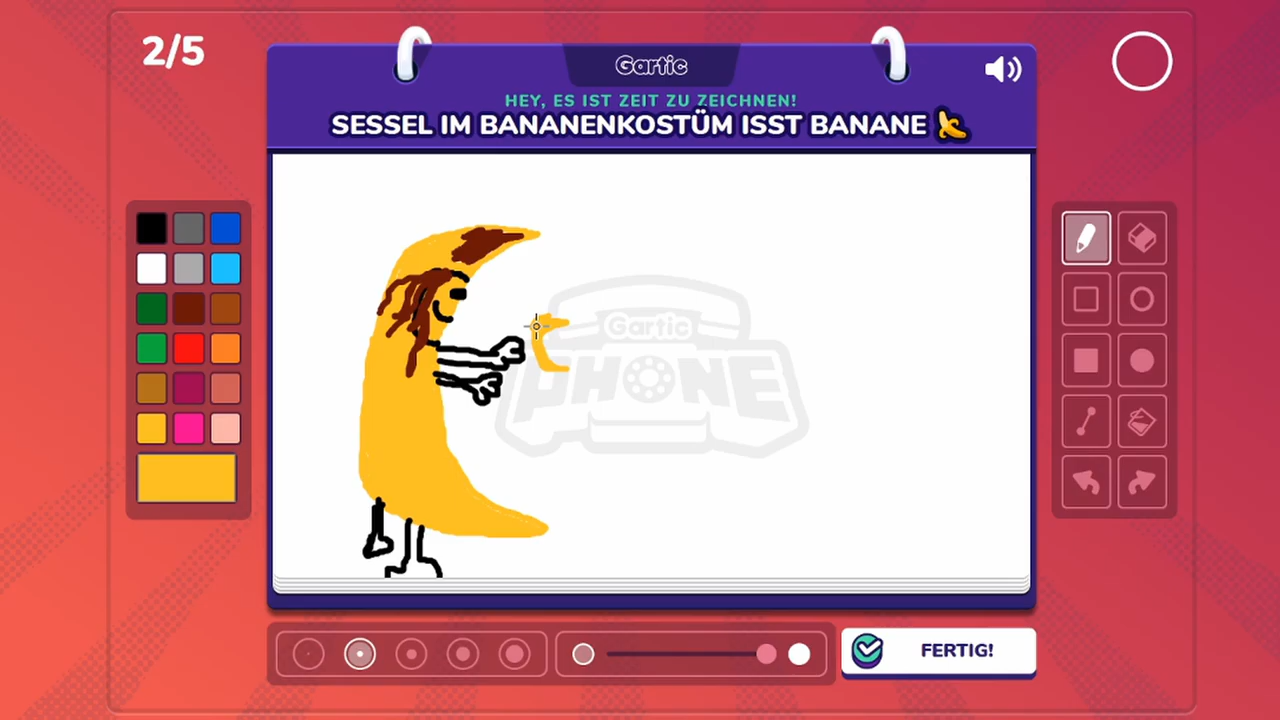 2/5
Gartic
HEY, ES IST ZEIT ZU ZEICHNEN!
SESSEL IM BANANENKOSTÜM ISST BANANE 🍌
Gartic
PHONE
FERTIG!